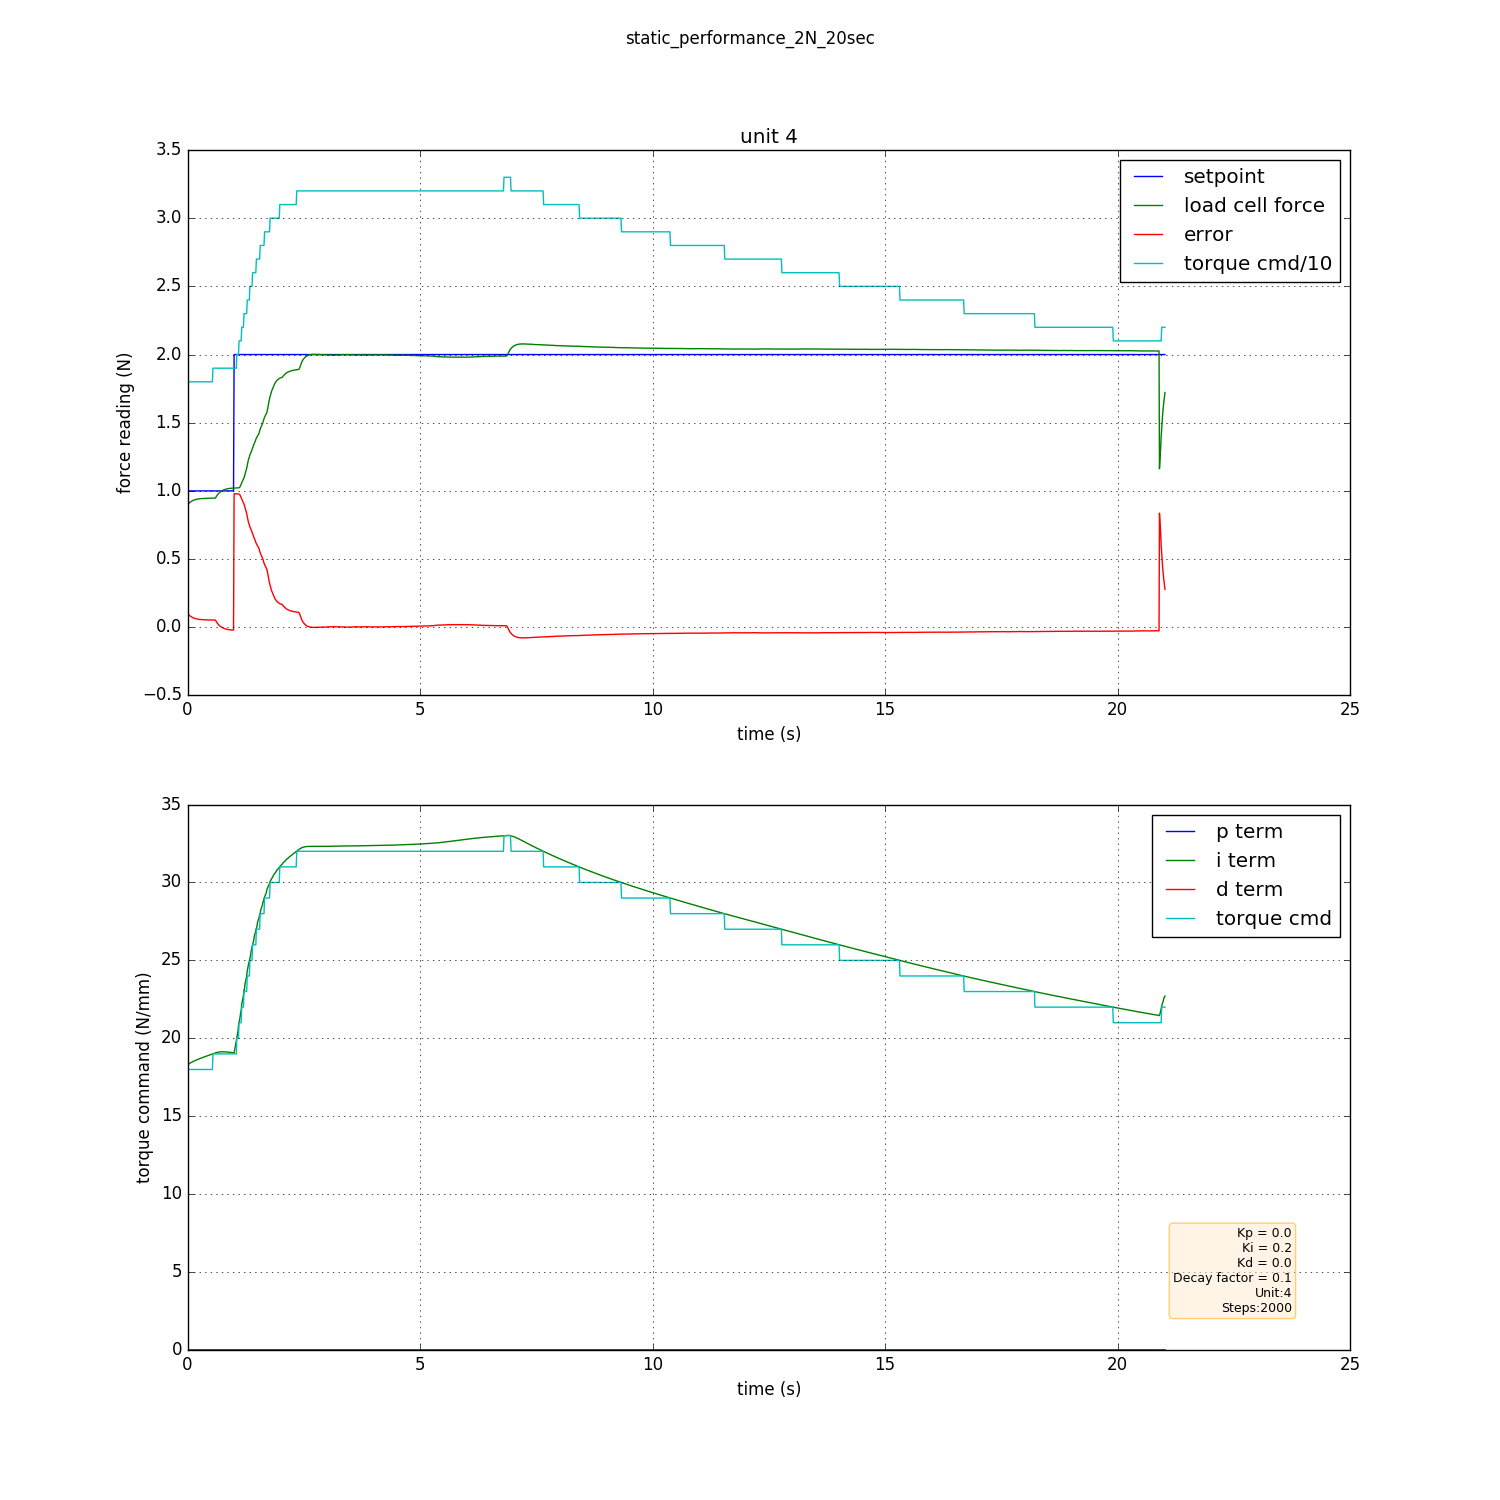 static_performance_2N_20sec
unit 4
3.5
3.0
2.5
2.0
1.5
1.0
0.5
0.0
−0.5
force reading (N)
setpoint
load cell force
error
torque cmd/10
0 5 10 15 20 25
time (s)
35
30
25
20
15
10
5
0
torque command (N/mm)
p term
i term
d term
torque cmd
Kp = 0.0
Ki = 0.2
Kd = 0.0
Decay factor = 0.1
Unit:4
Steps:2000
0 5 10 15 20 25
time (s)